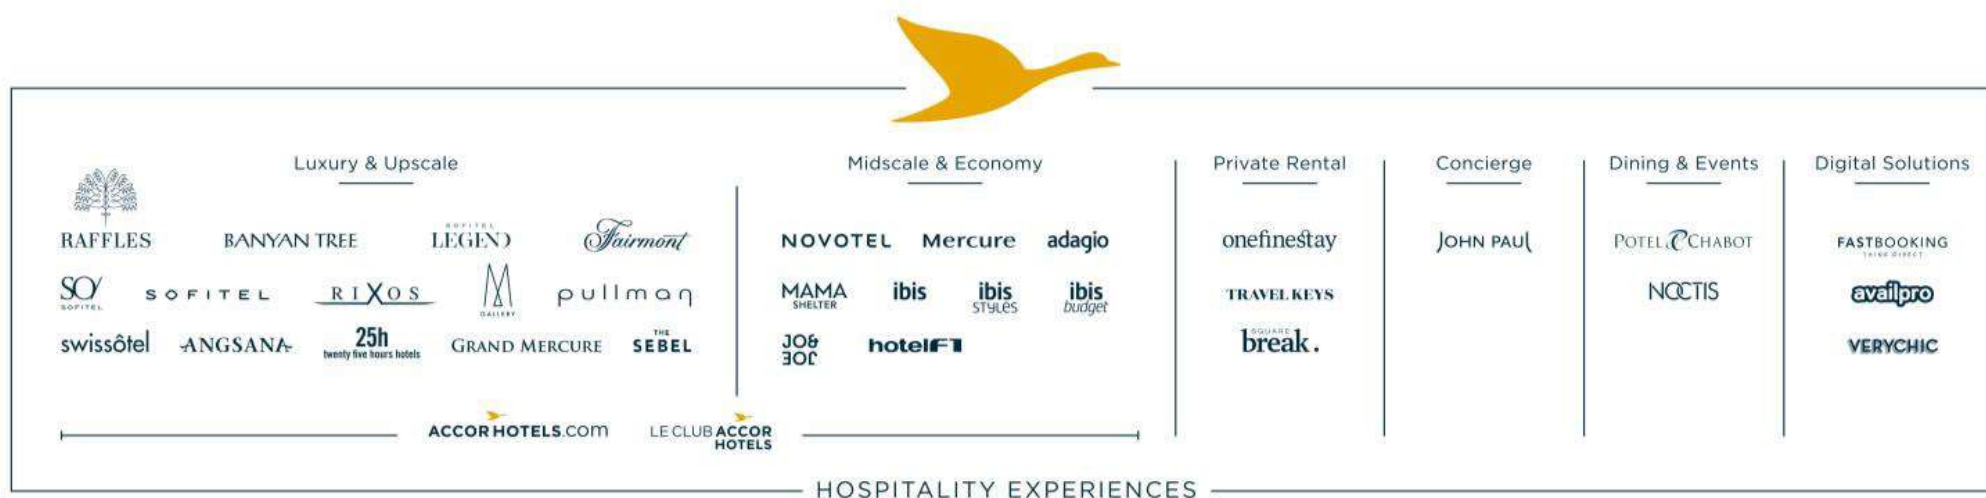 Luxury & Upscale
RAFFLES
BANYAN TREE
SOFITEL
LEGEND
Fairmont
SO/
SOFITEL
SOFITEL
RIXOS
M
GALLERY
pullman
swissôtel
ANGSANA
25h
twenty five hours hotels
GRAND MERCURE
THE
SEBEL
Midscale & Economy
NOVOTEL
Mercure
adagio
MAMA
SHELTER
ibis
ibis
STYLES
ibis
budget
JO&
JOE
hotelF1
ACCORHOTELS.com
LE CLUB ACCOR
HOTELS
Private Rental
onefinestay
TRAVEL KEYS
SQUARE
break.
Concierge
JOHN PAUL
Dining & Events
POTEL & CHABOT
NOCTIS
Digital Solutions
FASTBOOKING
THINK DIRECT
availpro
VERYCHIC
HOSPITALITY EXPERIENCES